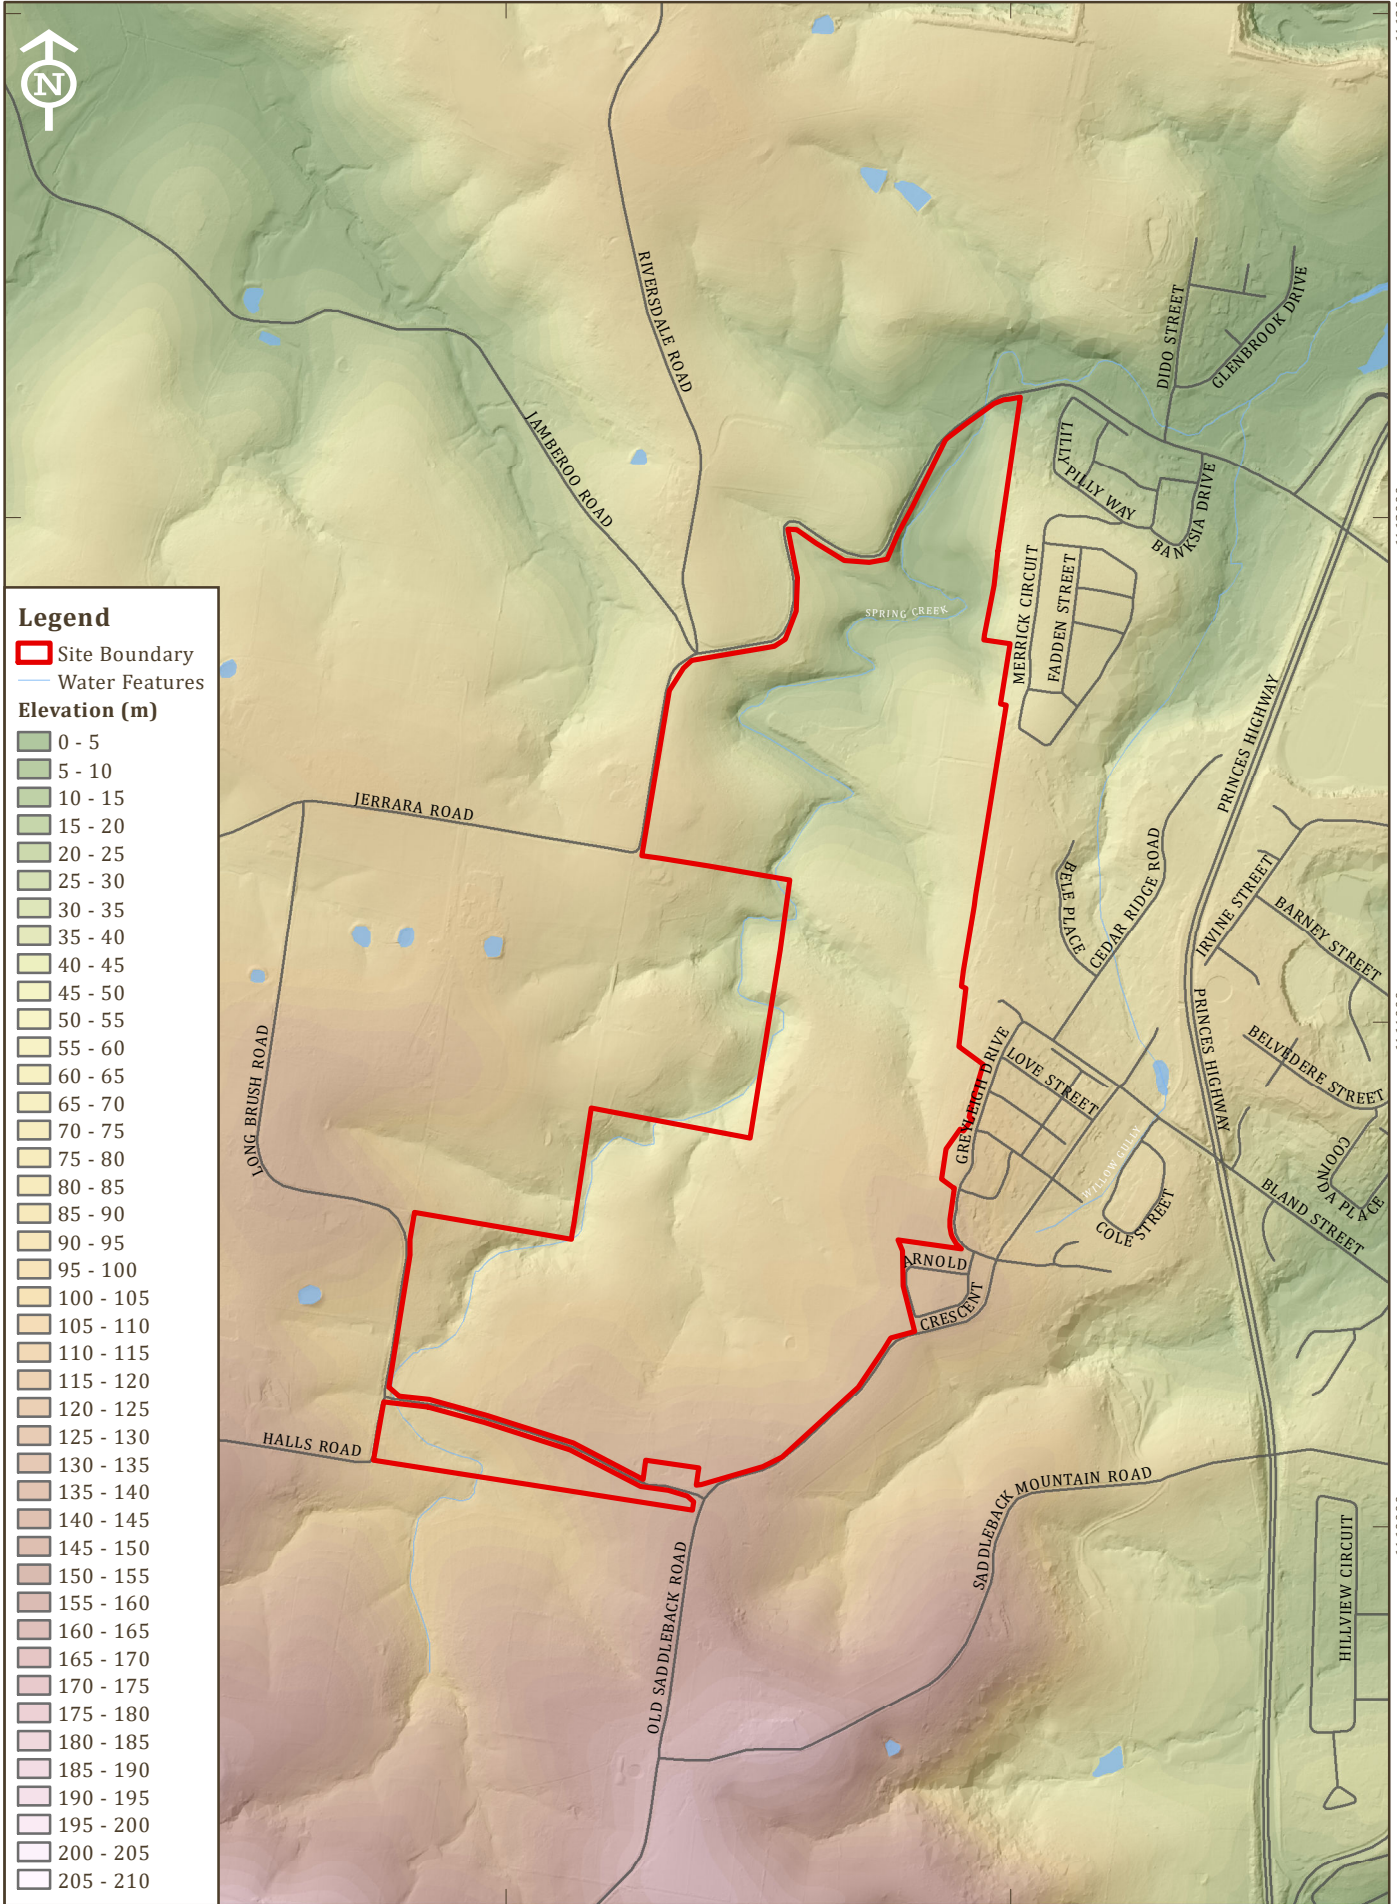 N
RIVERSDALE ROAD
DIDO STREET
GLENBROOK DRIVE
JAMBEROO ROAD
LILLY PILLY WAY
BANKSIA DRIVE
MERRICK CIRCUIT
FADDEN STREET
SPRING CREEK
PRINCES HIGHWAY
JERRARA ROAD
BELE PLACE
CEDAR RIDGE ROAD
IRVINE STREET
BARNEY STREET
PRINCES HIGHWAY
LONG BRUSH ROAD
GREYLEIGH DRIVE
LOVE STREET
BELVEDERE STREET
WILLOW GULLY
COOINDA PLACE
BLAND STREET
COLE STREET
ARNOLD
CRESCENT
HALLS ROAD
SADDLEBACK MOUNTAIN ROAD
OLD SADDLEBACK ROAD
HILLVIEW CIRCUIT
Legend
Site Boundary
Water Features
Elevation (m)
0 - 5
5 - 10
10 - 15
15 - 20
20 - 25
25 - 30
30 - 35
35 - 40
40 - 45
45 - 50
50 - 55
55 - 60
60 - 65
65 - 70
70 - 75
75 - 80
80 - 85
85 - 90
90 - 95
95 - 100
100 - 105
105 - 110
110 - 115
115 - 120
120 - 125
125 - 130
130 - 135
135 - 140
140 - 145
145 - 150
150 - 155
155 - 160
160 - 165
165 - 170
170 - 175
175 - 180
180 - 185
185 - 190
190 - 195
195 - 200
200 - 205
205 - 210